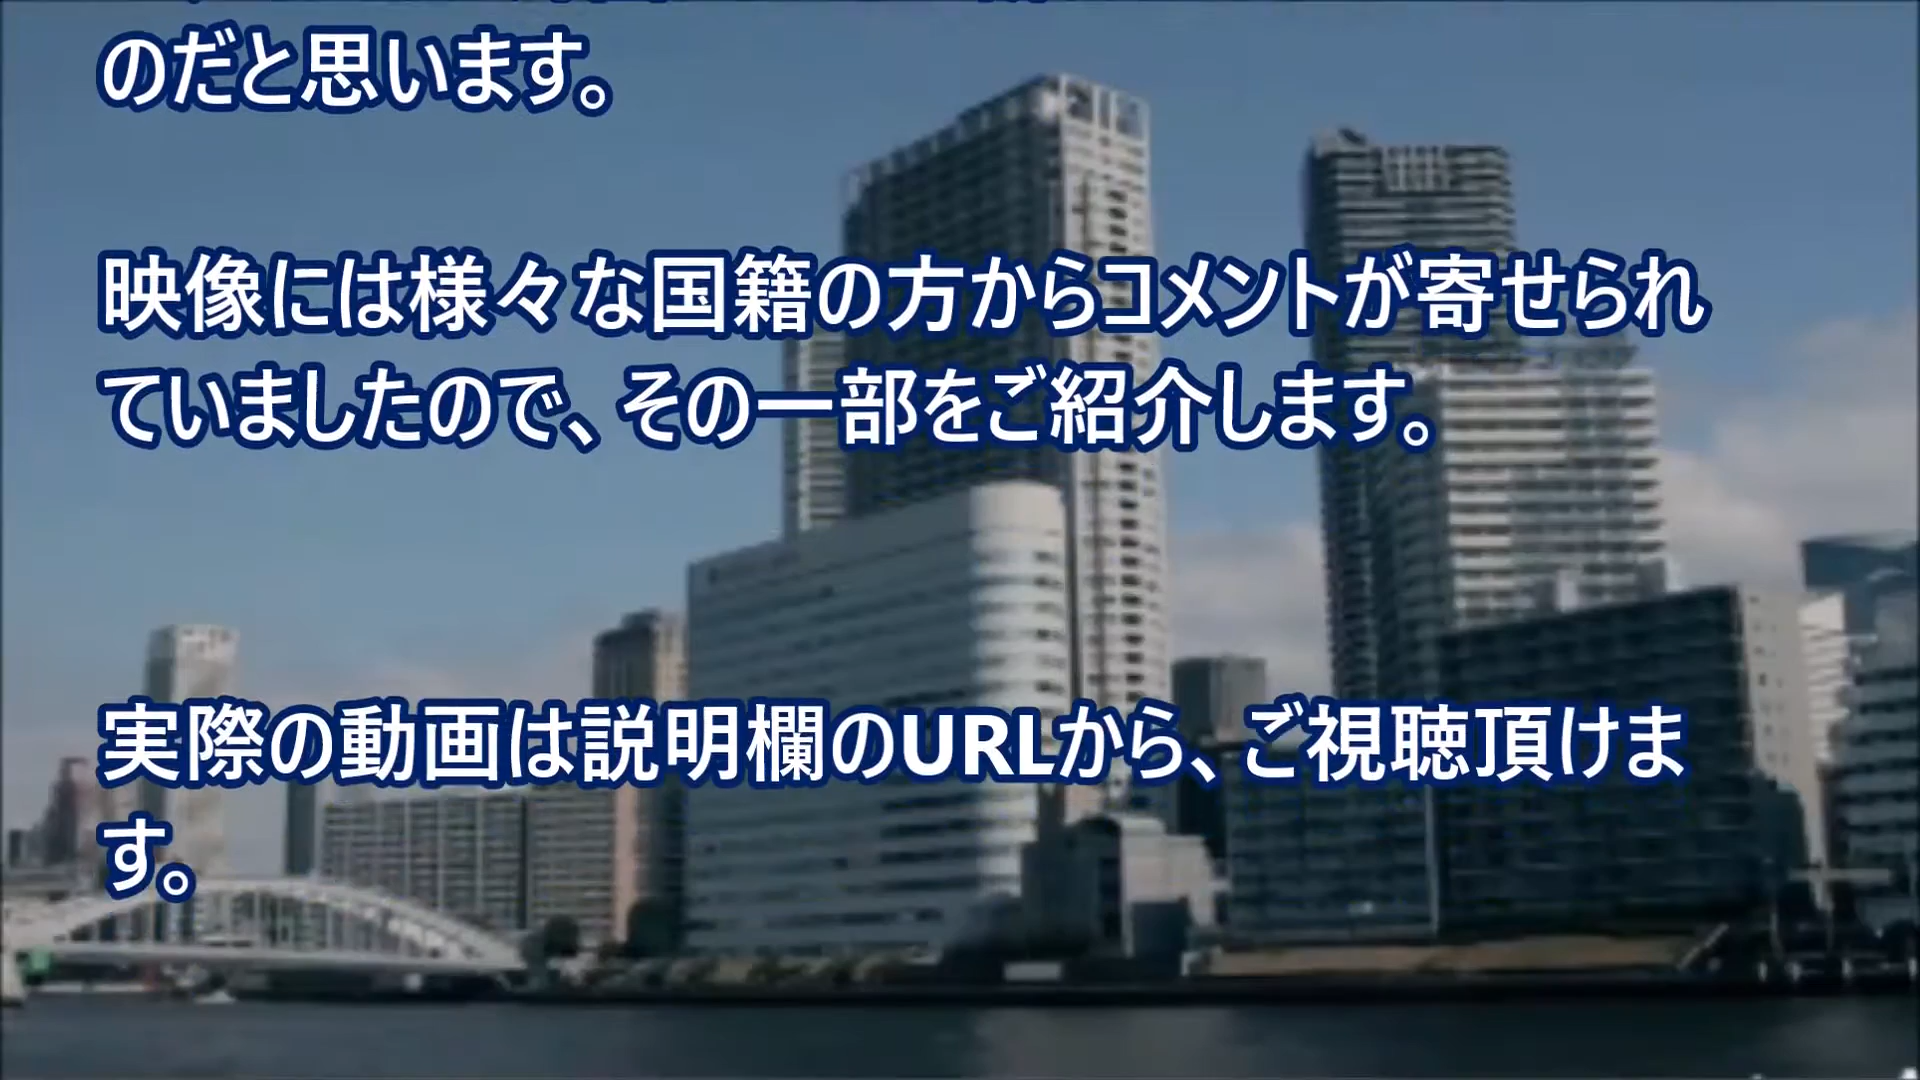 のだと思います。
映像には様々な国籍の方からコメントが寄せられ
ていましたので、その一部をご紹介します。
実際の動画は説明欄のURLから、ご視聴頂けま
す。